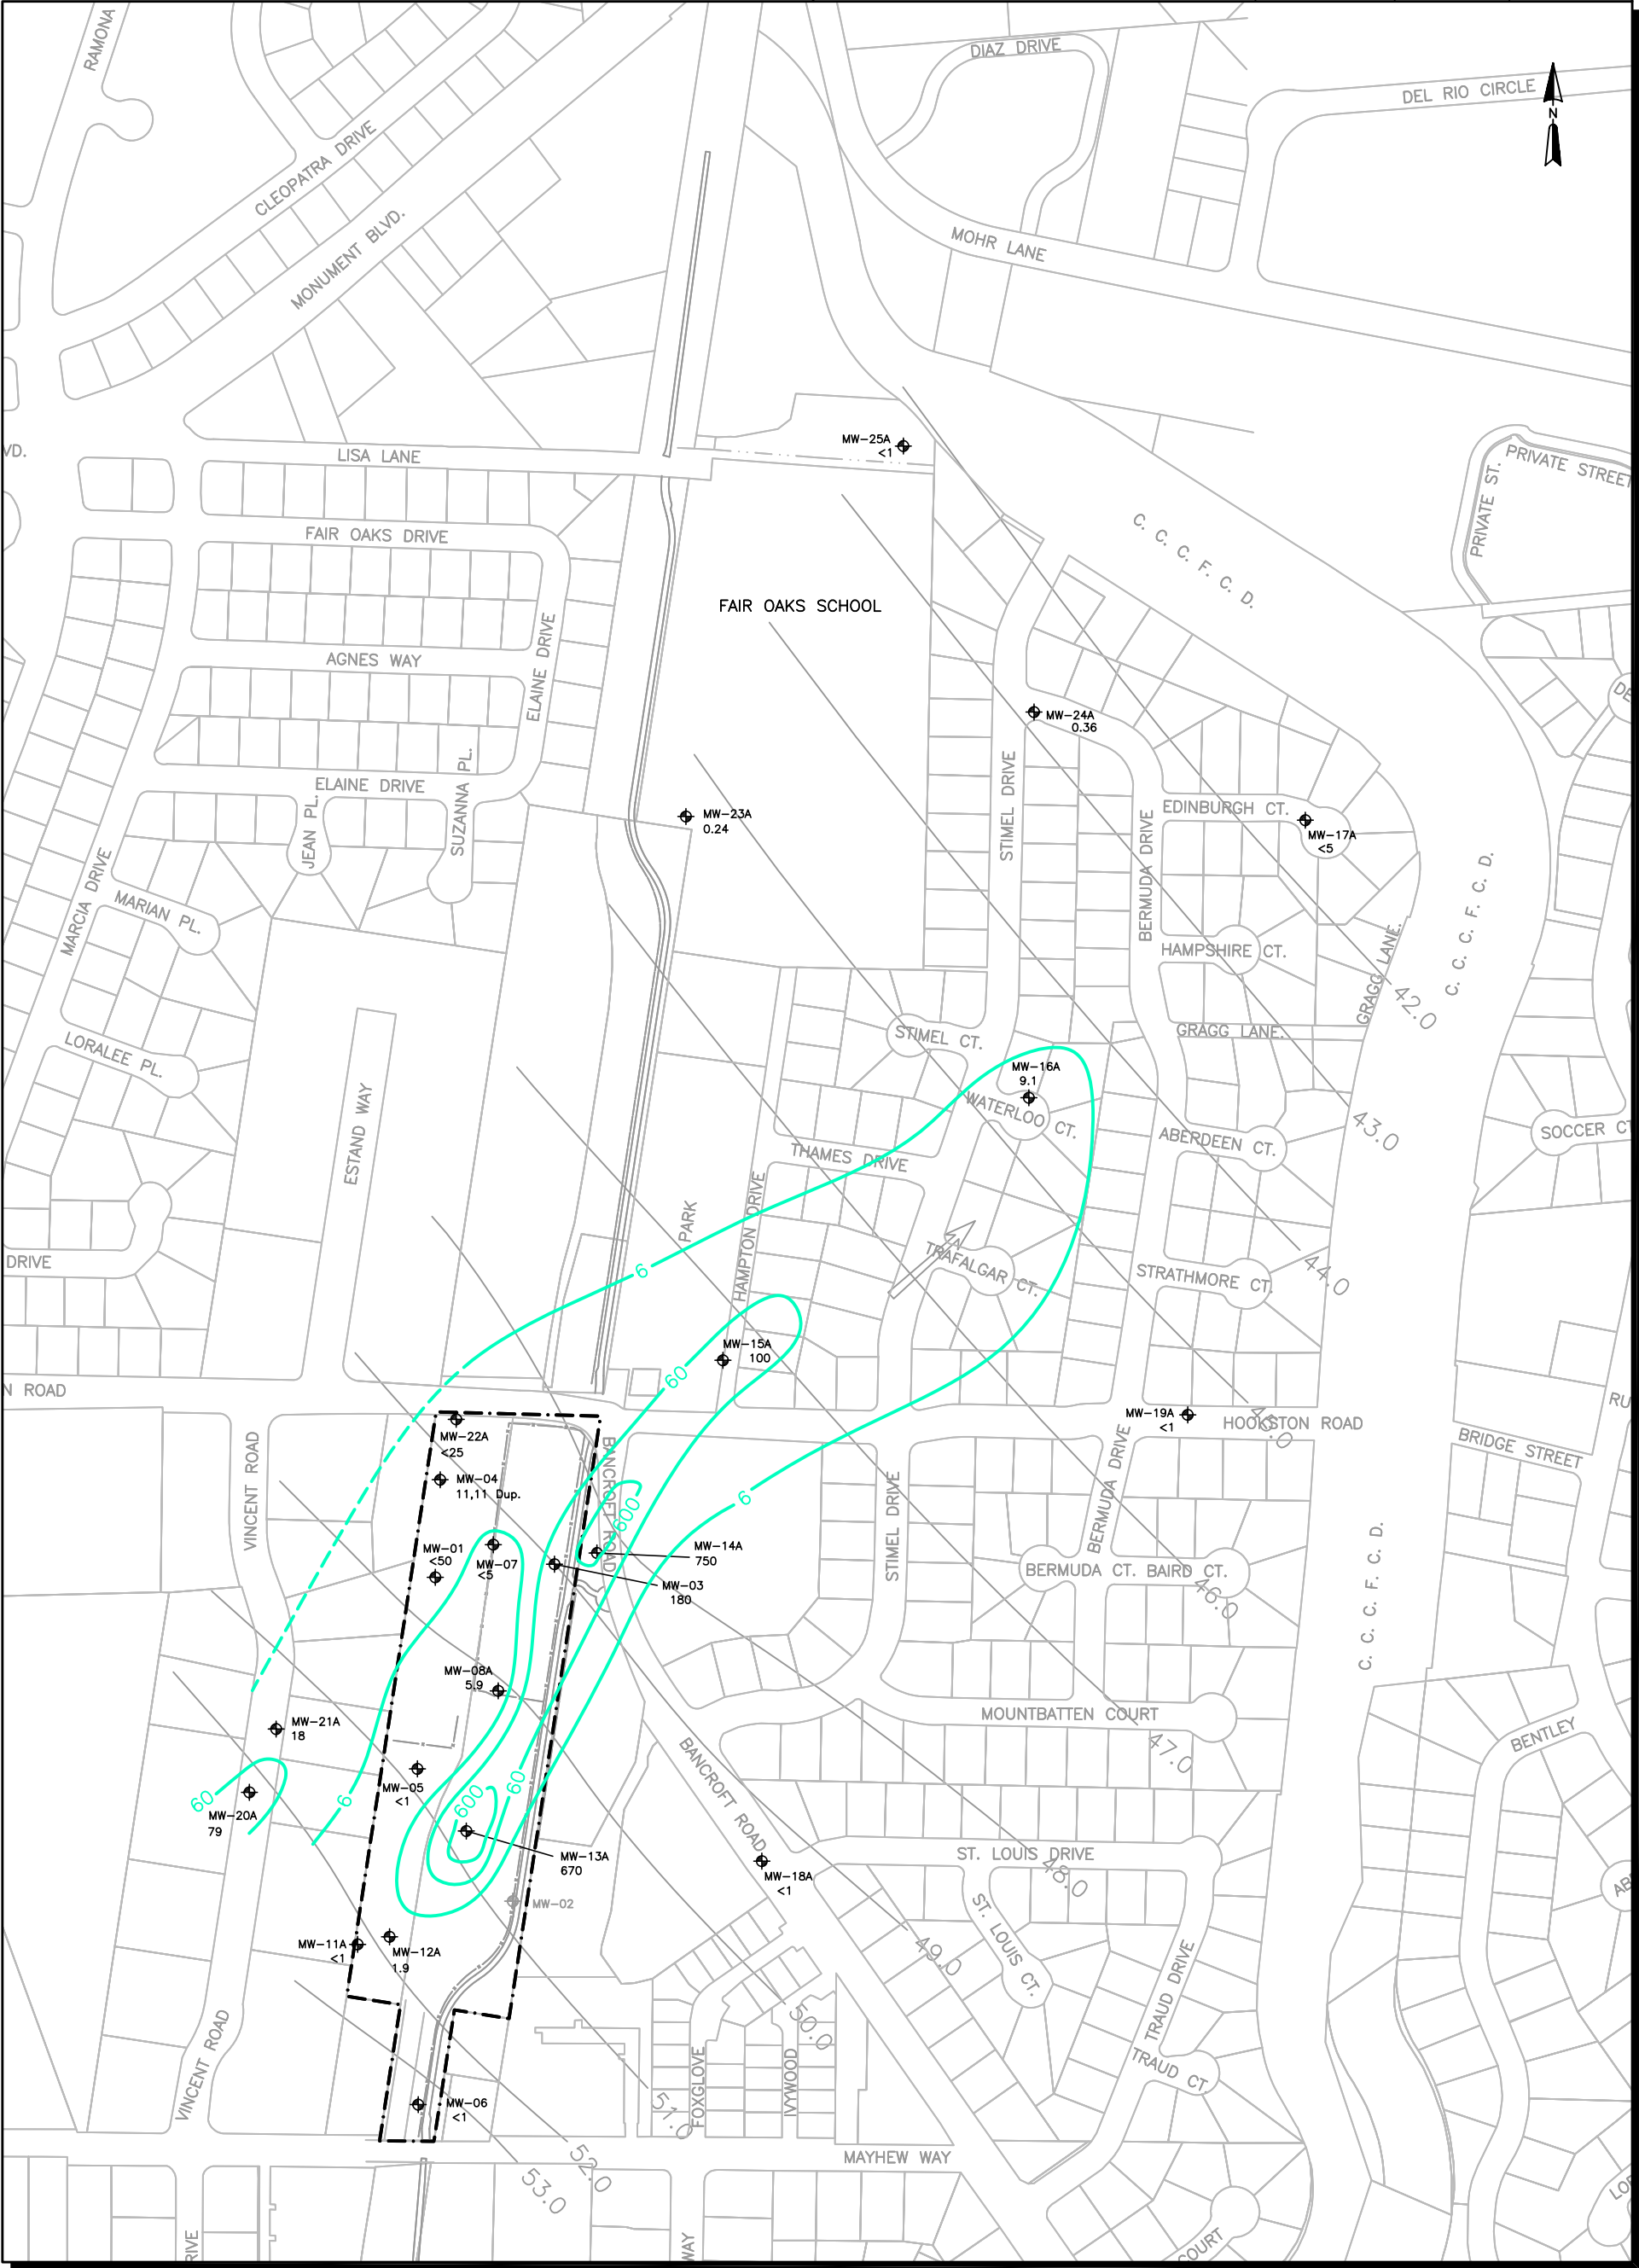 RAMONA
DIAZ DRIVE
DEL RIO CIRCLE
N
CLEOPATRA DRIVE
MONUMENT BLVD.
MOHR LANE
VD.
LISA LANE
MW-25A
<1
PRIVATE STREET
PRIVATE ST.
FAIR OAKS DRIVE
C. C. C. F. C. D.
FAIR OAKS SCHOOL
AGNES WAY
ELAINE DRIVE
MW-24A
0.36
ELAINE DRIVE
SUZANNA PL.
JEAN PL.
MW-23A
0.24
STIMEL DRIVE
EDINBURGH CT.
MW-17A
<5
BERMUDA DRIVE
MARCIA DRIVE
MARIAN PL.
HAMPSHIRE CT.
C. C. C. F. C. D.
GRAGG LANE.
42.0
STIMEL CT.
GRAGG LANE.
LORALEE PL.
MW-16A
9.1
WATERLOO CT.
ESTAND WAY
43.0
ABERDEEN CT.
SOCCER CT
THAMES DRIVE
PARK
HAMPTON DRIVE
DRIVE
6
TRAFALGAR CT.
STRATHMORE CT.
44.0
MW-15A
100
60
N ROAD
MW-22A
<25
MW-19A
<1
HOOKSTON ROAD
45.0
RU
BRIDGE STREET
VINCENT ROAD
MW-04
11,11 Dup.
BANCROFT ROAD
600
6
STIMEL DRIVE
BERMUDA DRIVE
MW-01
<50
MW-07
<5
MW-14A
750
MW-03
180
BERMUDA CT.
BAIRD CT.
46.0
C. C. C. F. C. D.
MW-08A
5.9
MW-21A
18
MOUNTBATTEN COURT
47.0
BENTLEY
BANCROFT ROAD
MW-05
<1
60
6
600
60
MW-20A
79
MW-13A
670
ST. LOUIS DRIVE
48.0
MW-18A
<1
MW-02
ST. LOUIS CT.
MW-11A
<1
MW-12A
1.9
49.0
TRAUD DRIVE
50.0
VINCENT ROAD
FOXGLOVE
IVYWOOD
TRAUD CT.
MW-06
<1
51.0
MAYHEW WAY
52.0
53.0
RIVE
WAY
COURT